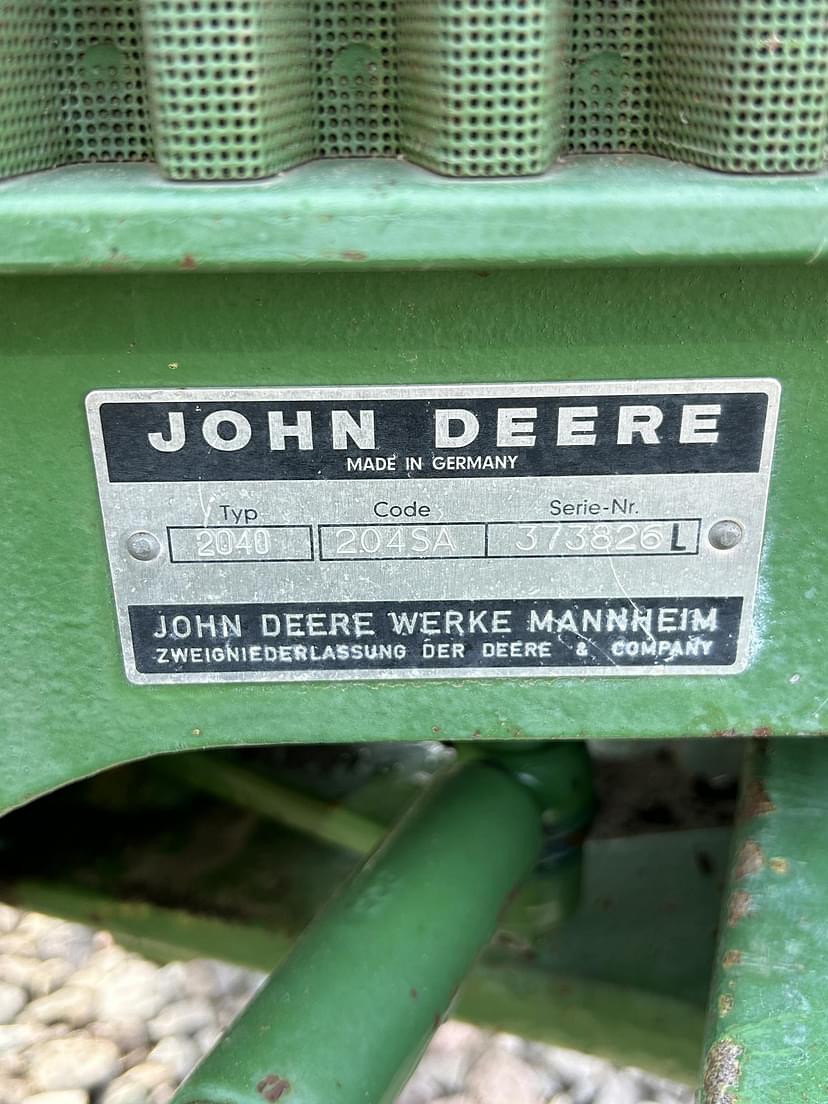 JOHN DEERE
MADE IN GERMANY
Typ Code Serie-Nr.
2040 204SA 373826L
JOHN DEERE WERKE MANNHEIM
ZWEIGNIEDERLASSUNG DER DEERE & COMPANY